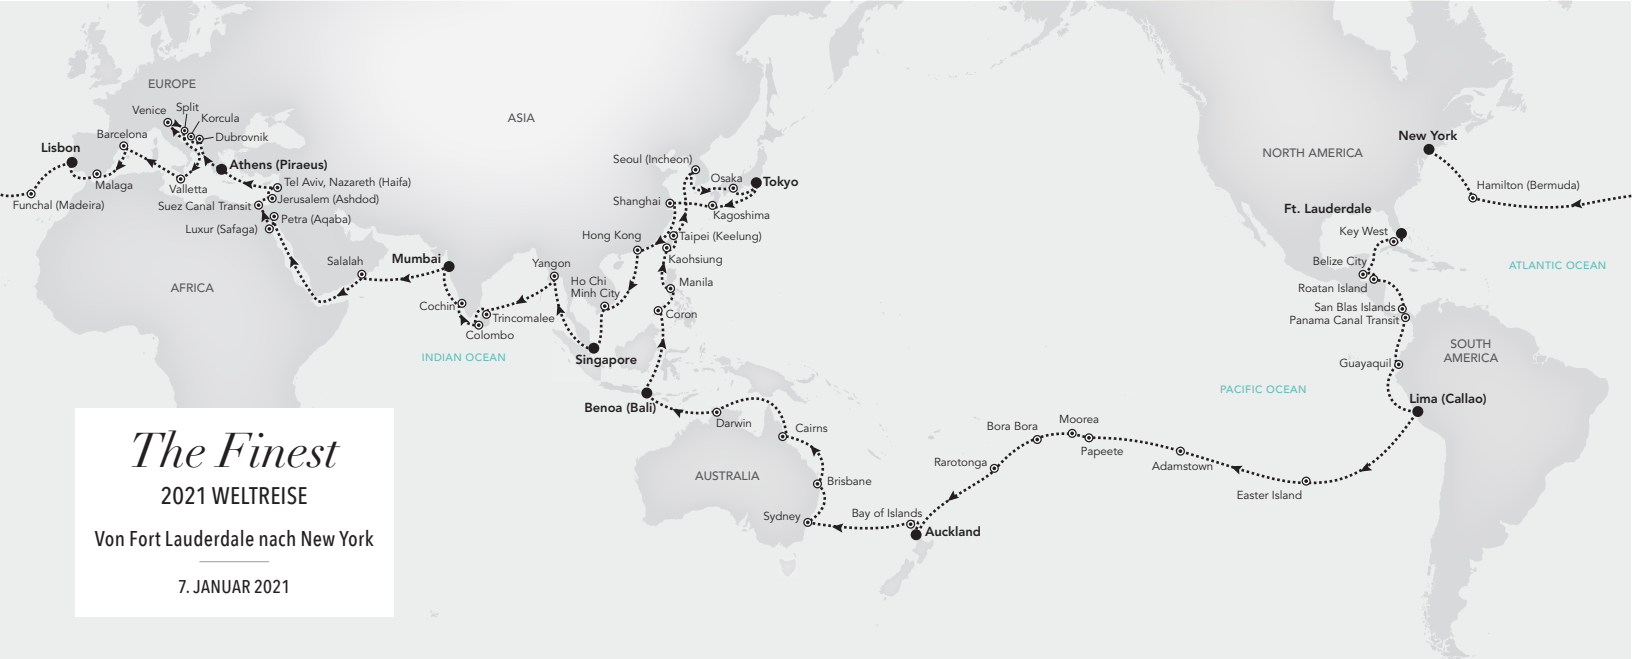 EUROPE
Venice
Split
Korcula
Dubrovnik
Barcelona
Lisbon
Athens (Piraeus)
Malaga
Valletta
Tel Aviv, Nazareth (Haifa)
Jerusalem (Ashdod)
Suez Canal Transit
Funchal (Madeira)
Petra (Aqaba)
Luxur (Safaga)
Salalah
AFRICA
ASIA
Mumbai
Cochin
Trincomalee
Colombo
INDIAN OCEAN
Yangon
Ho Chi
Minh City
Singapore
Seoul (Incheon)
Osaka
Tokyo
Shanghai
Kagoshima
Hong Kong
Taipei (Keelung)
Kaohsiung
Manila
Coron
Benoa (Bali)
Darwin
Cairns
AUSTRALIA
Brisbane
Sydney
Bay of Islands
Auckland
Rarotonga
Bora Bora
Moorea
Papeete
Adamstown
Easter Island
PACIFIC OCEAN
NORTH AMERICA
New York
Hamilton (Bermuda)
Ft. Lauderdale
Key West
ATLANTIC OCEAN
Belize City
Roatan Island
San Blas Islands
Panama Canal Transit
Guayaquil
SOUTH
AMERICA
Lima (Callao)
The Finest
2021 WELTREISE
Von Fort Lauderdale nach New York
7. JANUAR 2021